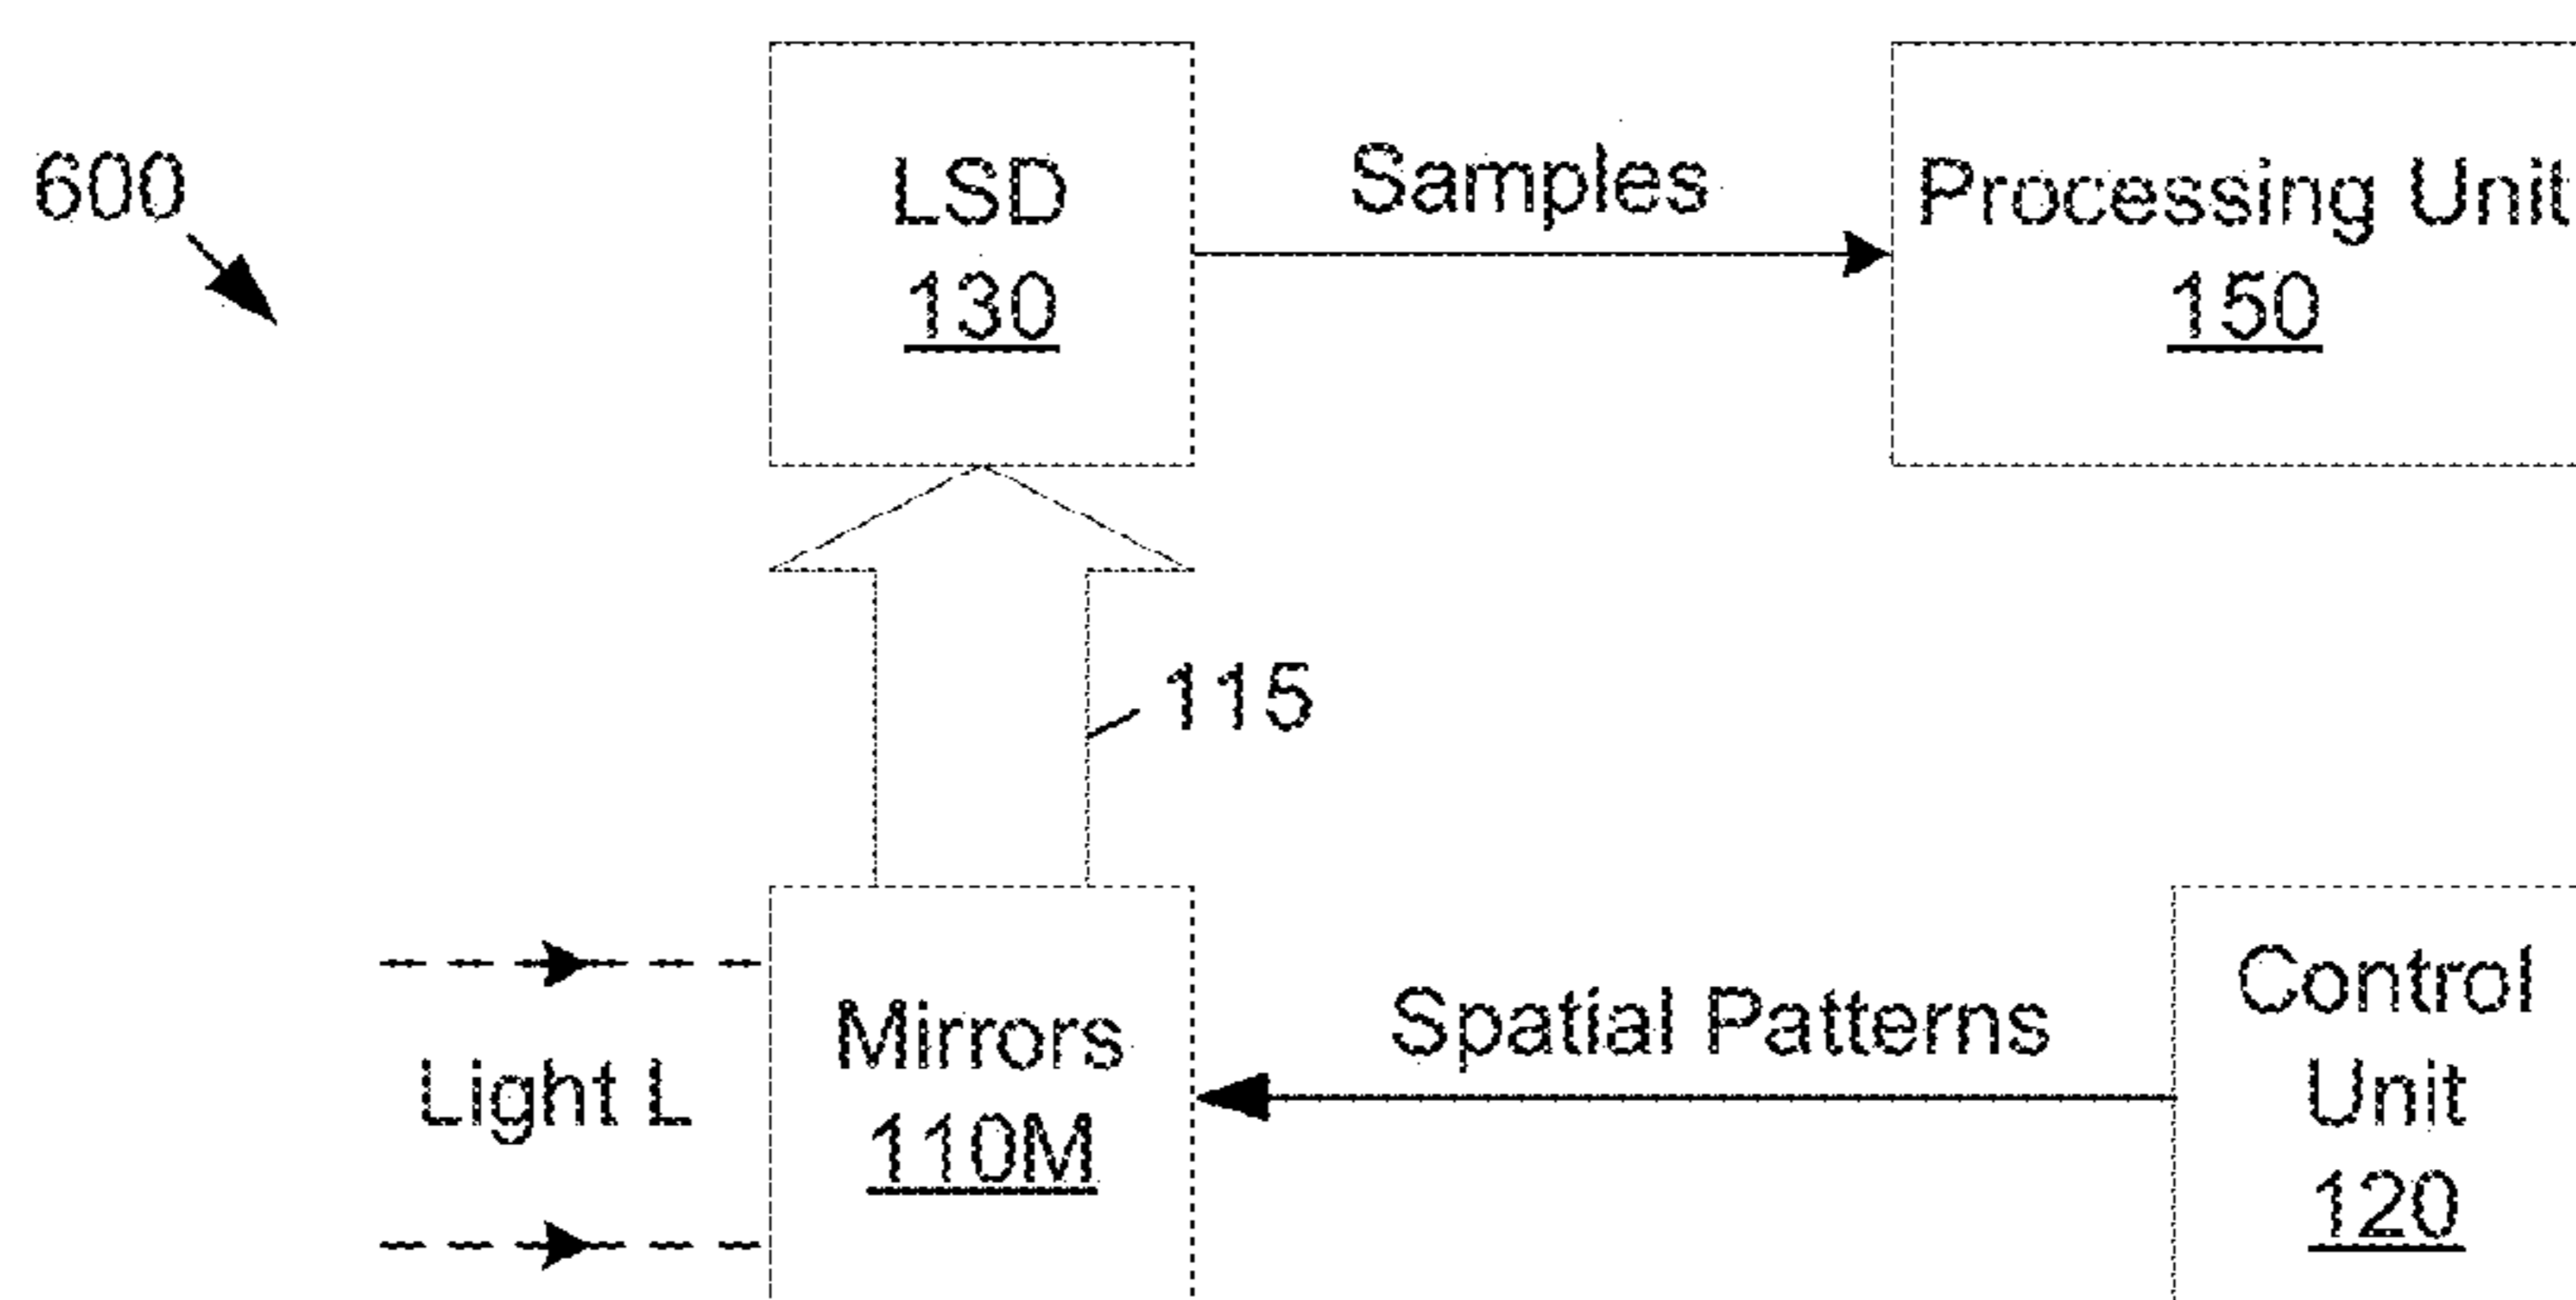 600
LSD
130
Samples
Processing Unit
150
115
Light L
Mirrors
110M
Spatial Patterns
Control
Unit
120